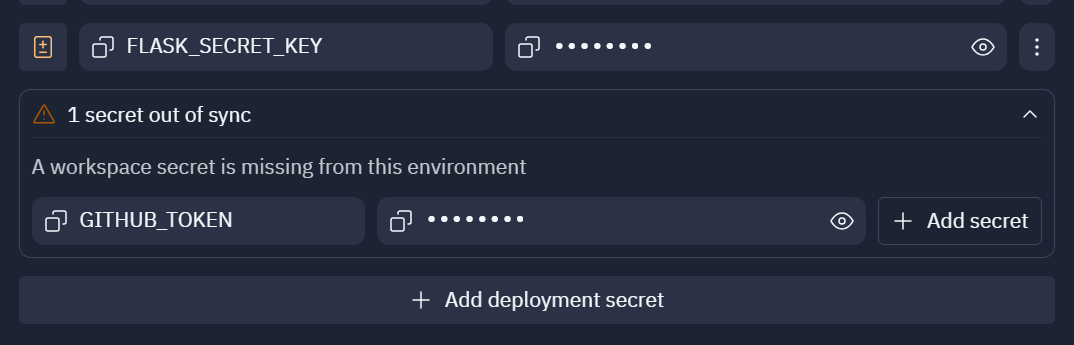 FLASK_SECRET_KEY ••••••••
1 secret out of sync
A workspace secret is missing from this environment
GITHUB_TOKEN •••••••• + Add secret
+ Add deployment secret